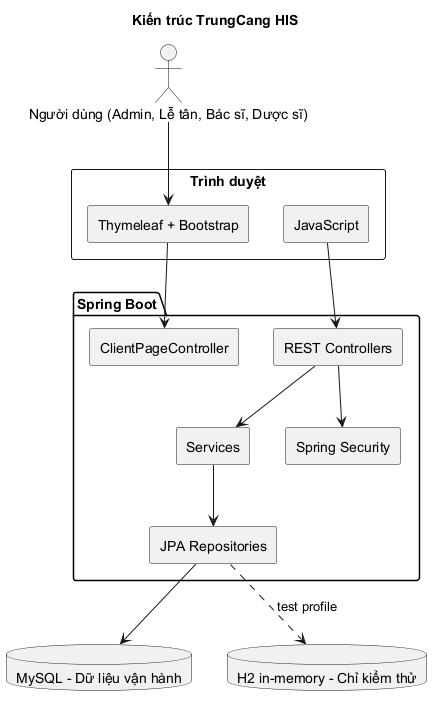 Kiến trúc TrungCang HIS
Người dùng (Admin, Lễ tân, Bác sĩ, Dược sĩ)
Trình duyệt
Thymeleaf + Bootstrap
JavaScript
Spring Boot
ClientPageController
REST Controllers
Services
Spring Security
JPA Repositories
test profile
MySQL - Dữ liệu vận hành
H2 in-memory - Chỉ kiểm thử